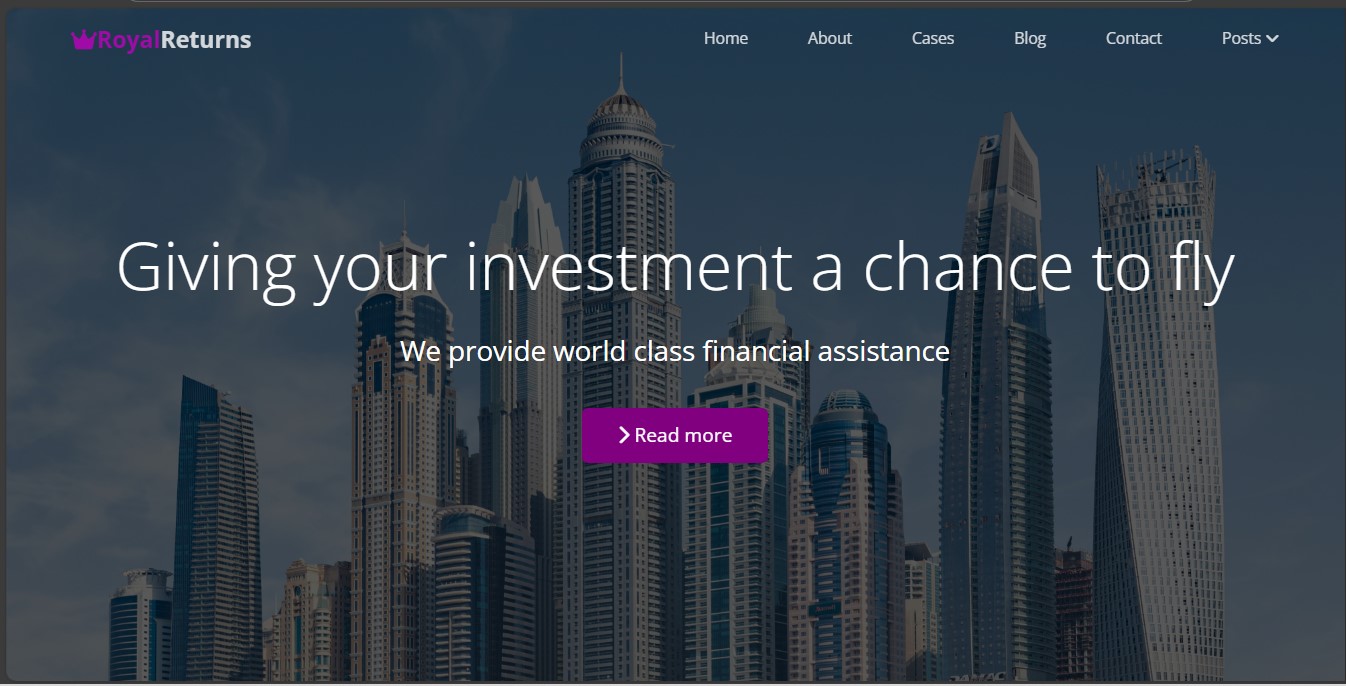 RoyalReturns
Home About Cases Blog Contact Posts
Giving your investment a chance to fly
We provide world class financial assistance
Read more
D
DAMAC